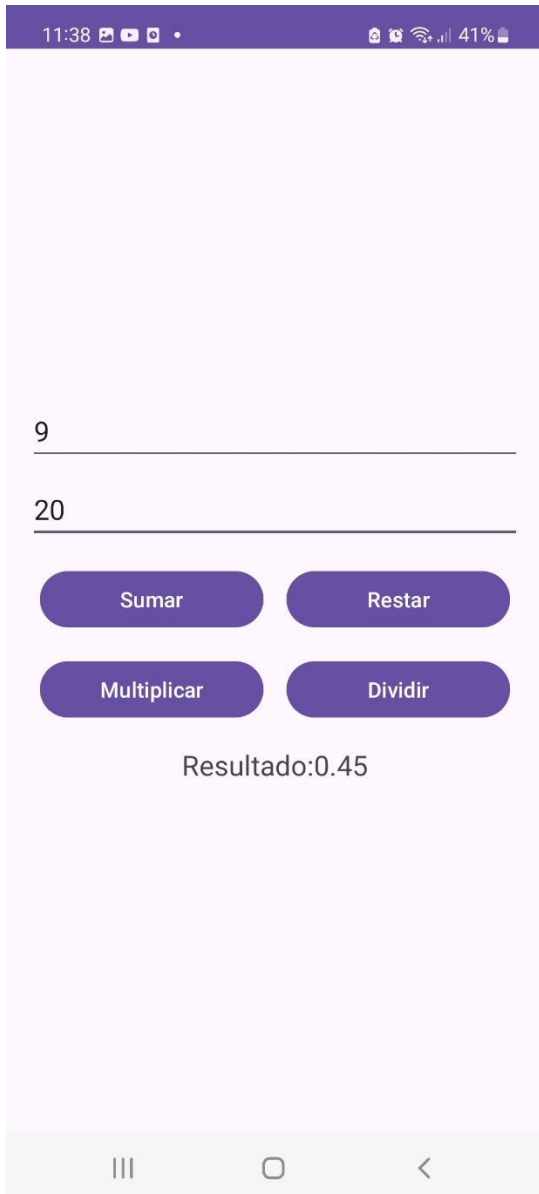 11:38 41%
9
20
Sumar Restar
Multiplicar Dividir
Resultado:0.45